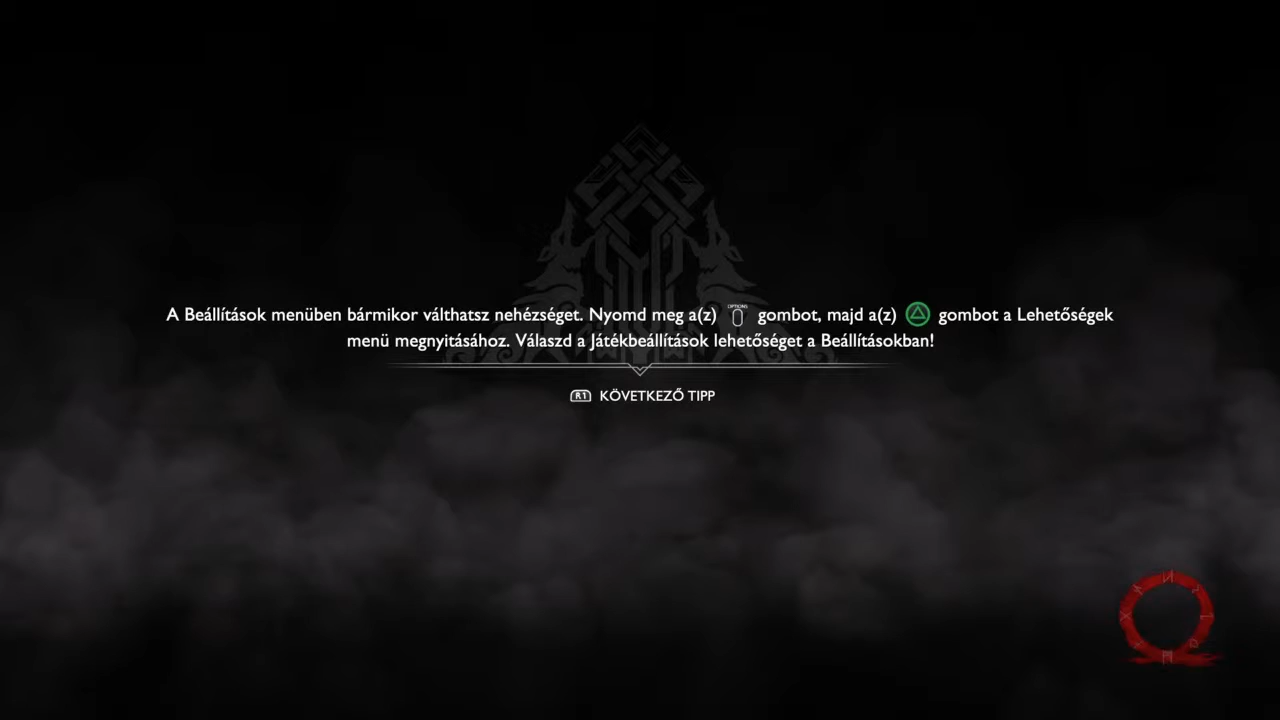 A Beállítások menüben bármikor válthatsz nehézséget. Nyomd meg a(z) OPTIONS gombot, majd a(z) gombot a Lehetőségek
menü megnyitásához. Válaszd a Játékbeállítások lehetőséget a Beállításokban!
R1 KÖVETKEZŐ TIPP